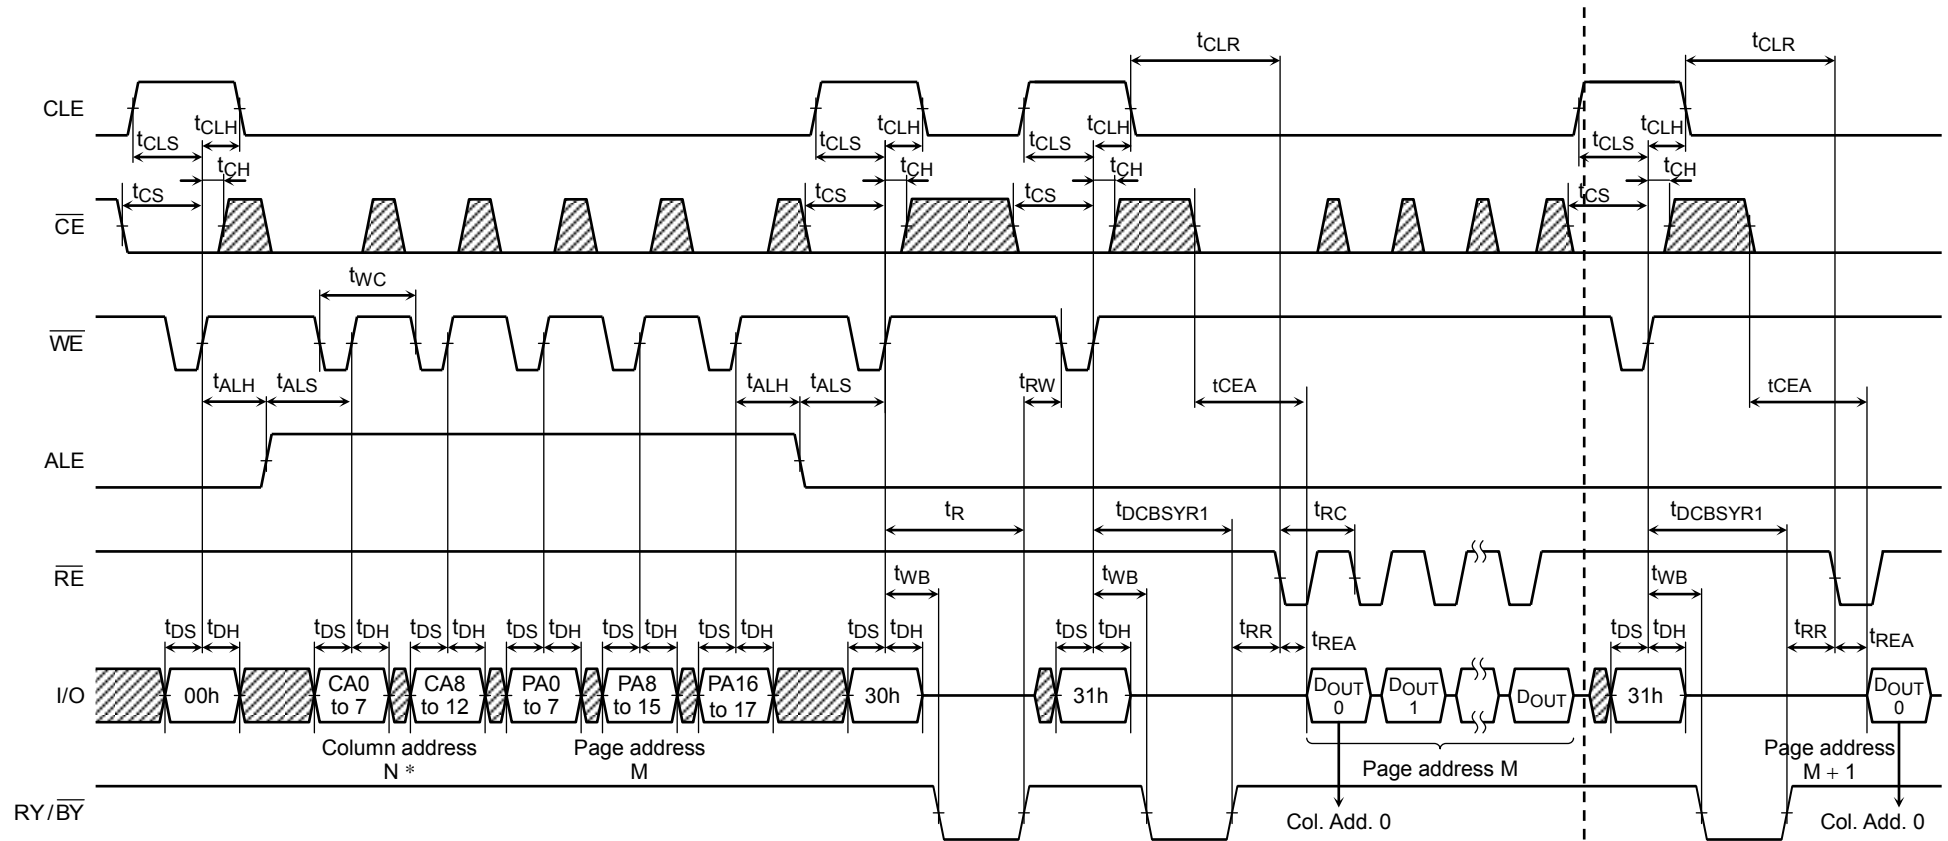 tCLR tCLR
CLE
tCLS tCLH tCLS tCLH tCLS tCLH tCLS tCLH
tCS tCH tCS tCH tCS tCH tCS tCH
CE
tWC
WE
tALH tALS tALH tALS tRW tCEA tCEA
ALE
tR tDCBSYR1 tRC tDCBSYR1
RE
tWB tWB tWB
tDS tDH tDS tDH tDS tDH tDS tDH tDS tDH tDS tDH tDS tDH tDS tDH tRR tREA tDS tDH tRR tREA
I/O
00h
CA0
to 7
CA8
to 12
PA0
to 7
PA8
to 15
PA16
to 17
30h
31h
DOUT
0
DOUT
1
DOUT
31h
DOUT
0
Column address
N *
Page address
M
Page address M
Page address
M + 1
RY/BY
Col. Add. 0
Col. Add. 0